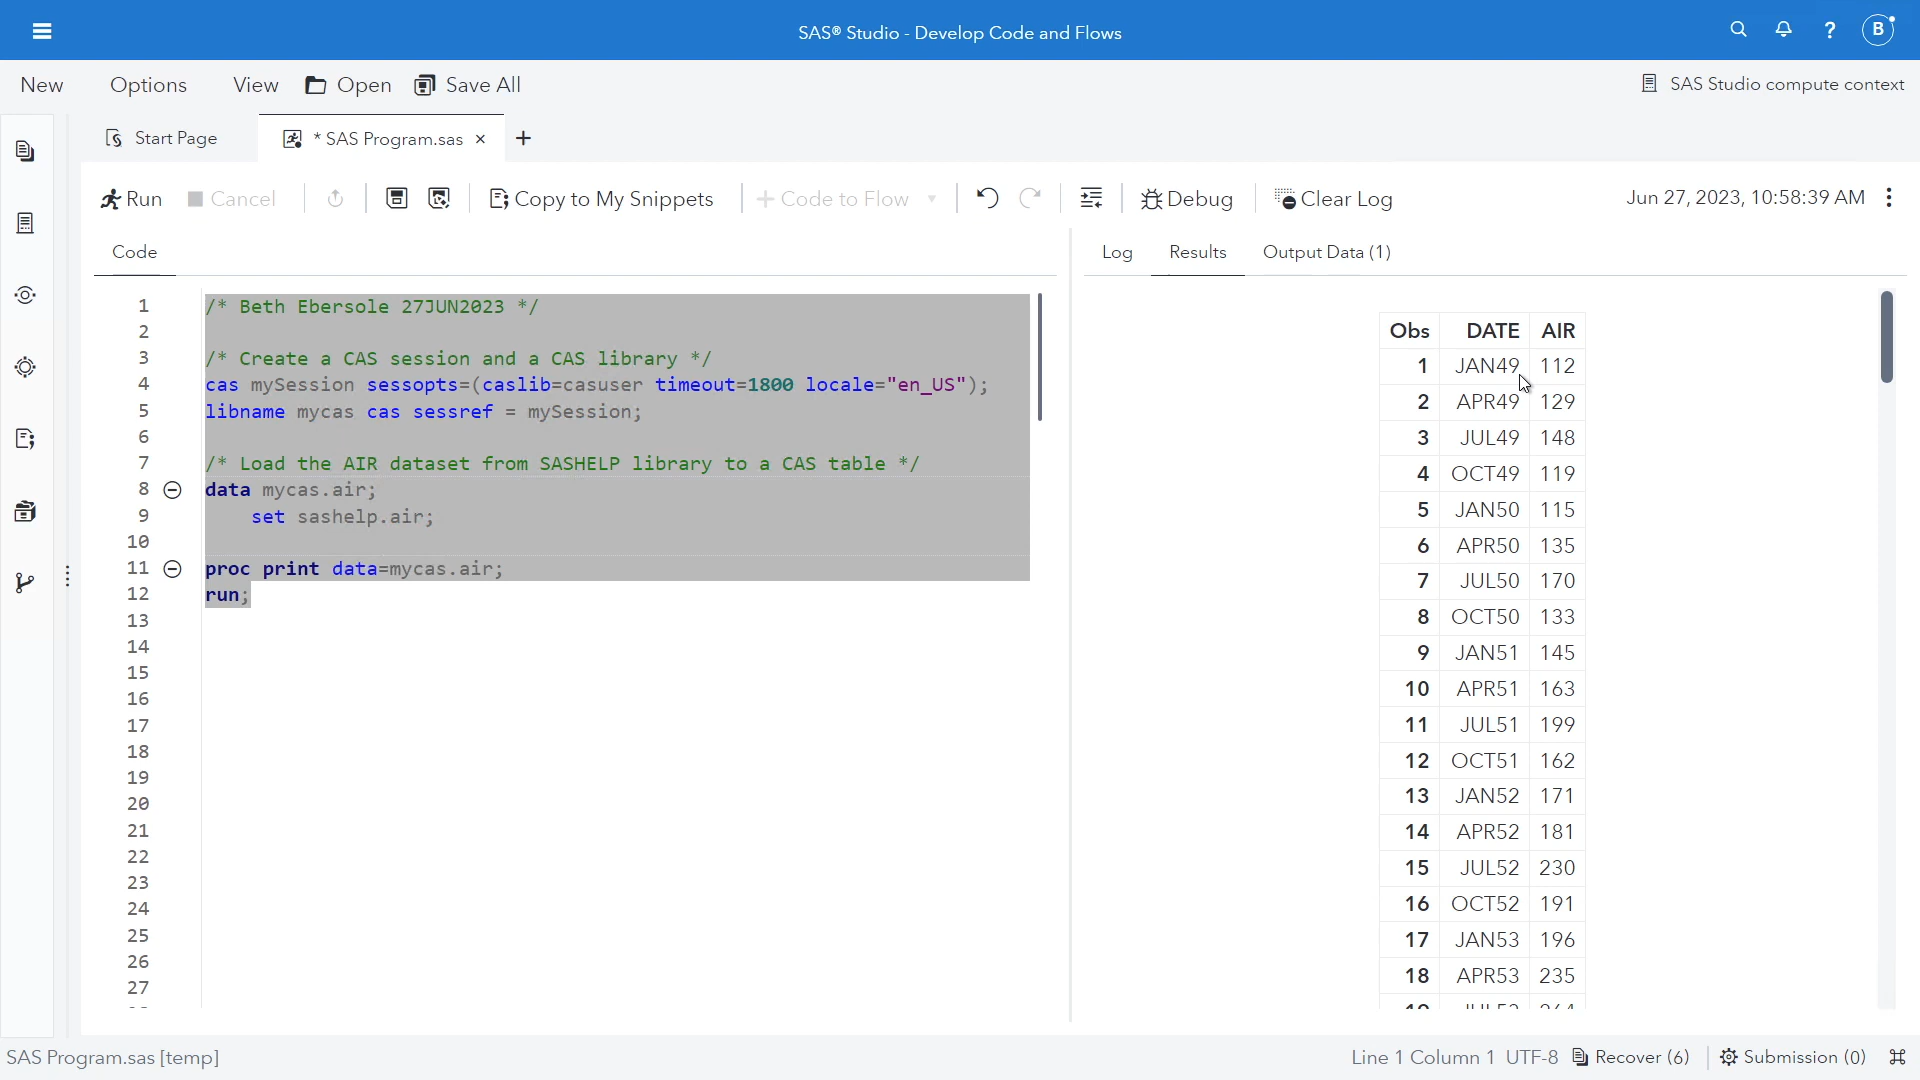 SAS® Studio - Develop Code and Flows
B
New Options View Open Save All
SAS Studio compute context
Start Page
* SAS Program.sas
Run Cancel Copy to My Snippets Code to Flow Debug Clear Log
Jun 27, 2023, 10:58:39 AM
Code
1 /* Beth Ebersole 27JUN2023 */
2
3 /* Create a CAS session and a CAS library */
4 cas mySession sessopts=(caslib=casuser timeout=1800 locale="en_US");
5 libname mycas cas sessref = mySession;
6
7 /* Load the AIR dataset from SASHELP library to a CAS table */
8 data mycas.air;
9 set sashelp.air;
10
11 proc print data=mycas.air;
12 run;
13
14
15
16
17
18
19
20
21
22
23
24
25
26
27
Log Results Output Data (1)
Obs DATE AIR
1 JAN49 112
2 APR49 129
3 JUL49 148
4 OCT49 119
5 JAN50 115
6 APR50 135
7 JUL50 170
8 OCT50 133
9 JAN51 145
10 APR51 163
11 JUL51 199
12 OCT51 162
13 JAN52 171
14 APR52 181
15 JUL52 230
16 OCT52 191
17 JAN53 196
18 APR53 235
SAS Program.sas [temp]
Line 1 Column 1 UTF-8 Recover (6) Submission (0)